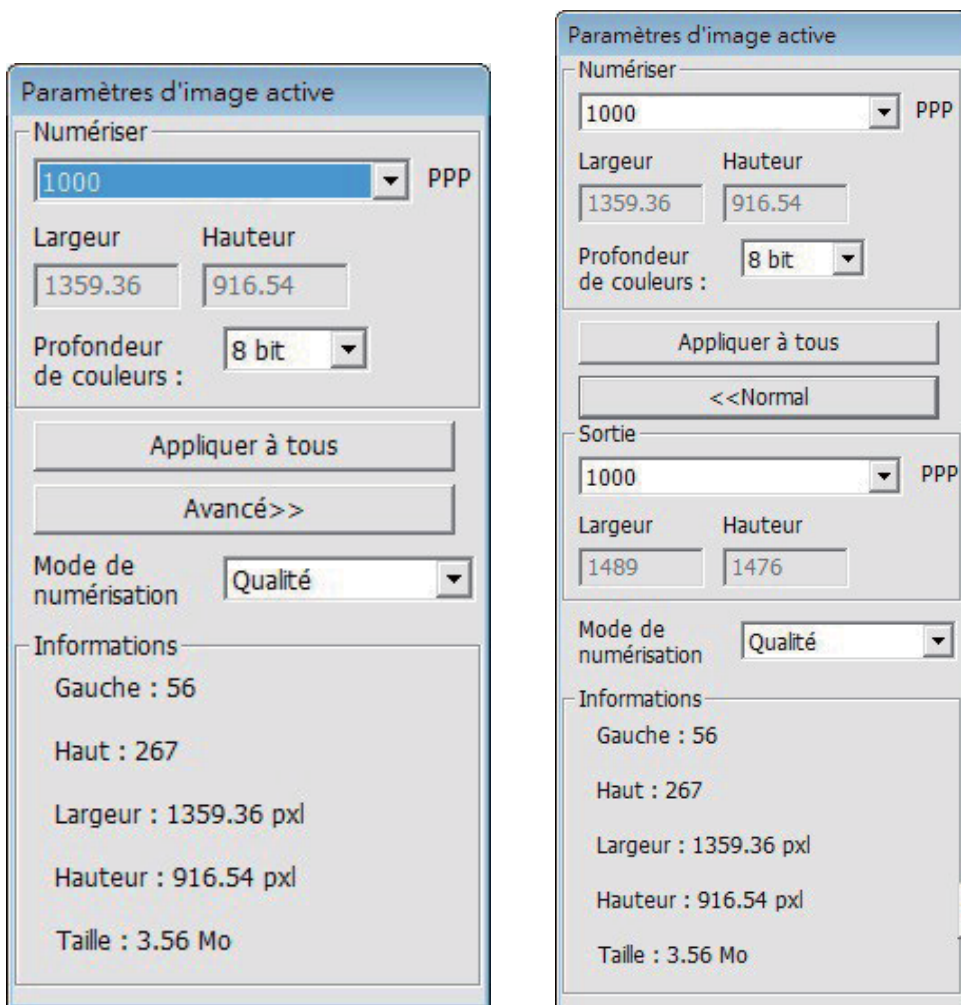 Paramètres d'image active
Numériser
1000 PPP
Largeur Hauteur
1359.36 916.54
Profondeur
de couleurs : 8 bit
Appliquer à tous
Avancé>>
Mode de
numérisation Qualité
Informations
Gauche : 56
Haut : 267
Largeur : 1359.36 pxl
Hauteur : 916.54 pxl
Taille : 3.56 Mo
Paramètres d'image active
Numériser
1000 PPP
Largeur Hauteur
1359.36 916.54
Profondeur
de couleurs : 8 bit
Appliquer à tous
<<Normal
Sortie
1000 PPP
Largeur Hauteur
1489 1476
Mode de
numérisation Qualité
Informations
Gauche : 56
Haut : 267
Largeur : 1359.36 pxl
Hauteur : 916.54 pxl
Taille : 3.56 Mo